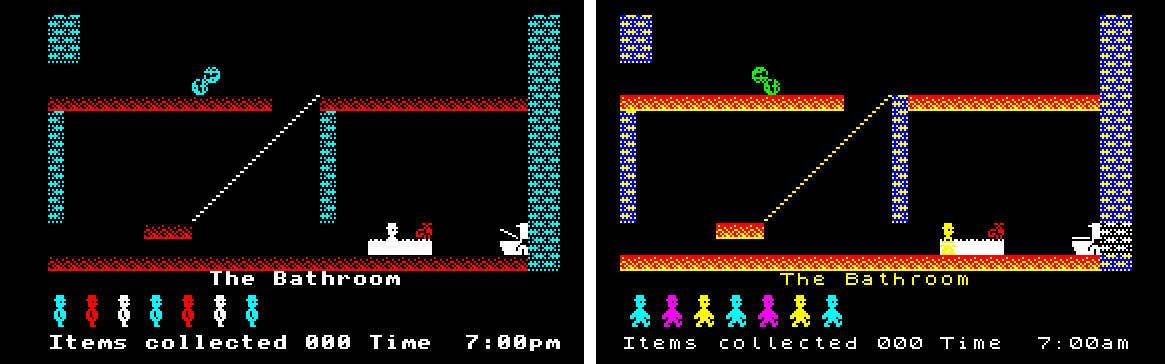 The Bathroom
Items collected 000 Time 7:00pm
The Bathroom
Items collected 000 Time 7:00am